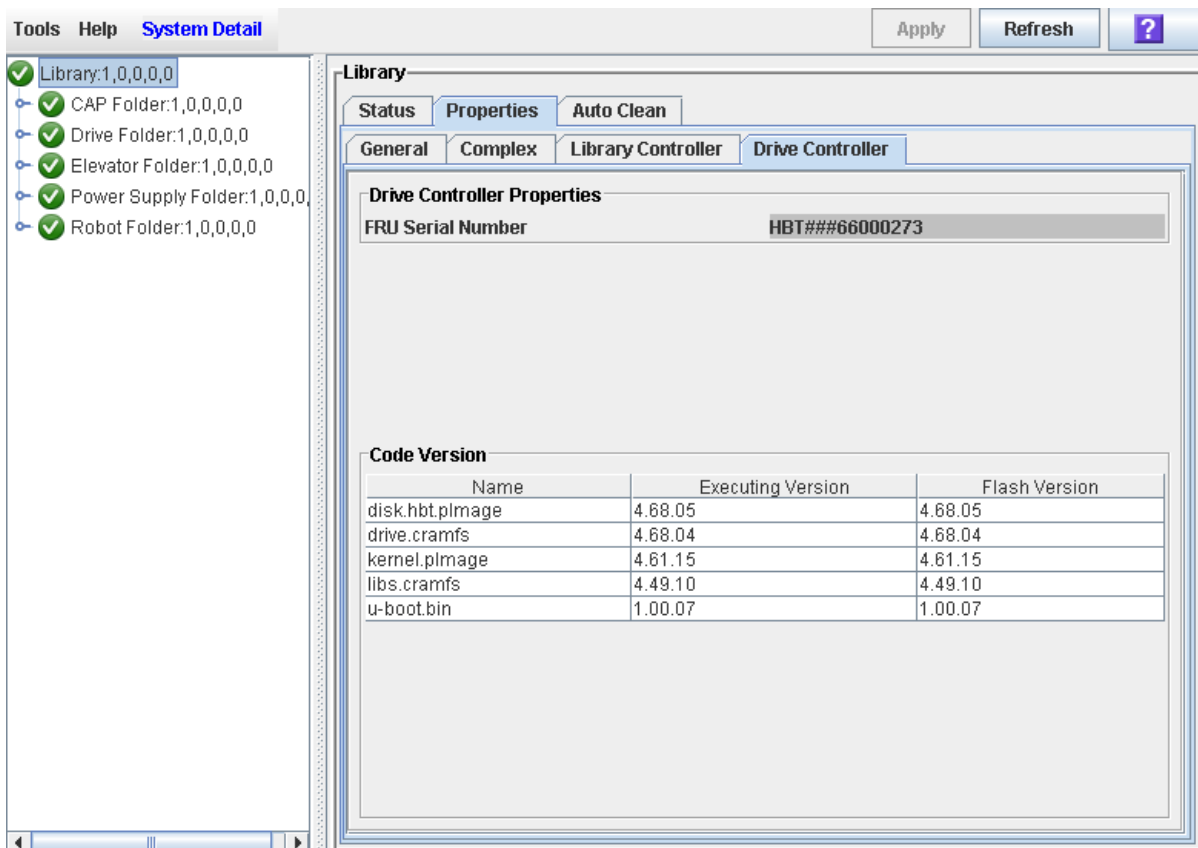 Tools Help System Detail Apply Refresh ?
Library:1,0,0,0,0
CAP Folder:1,0,0,0,0
Drive Folder:1,0,0,0,0
Elevator Folder:1,0,0,0,0
Power Supply Folder:1,0,0,0,
Robot Folder:1,0,0,0,0
Library
Status Properties Auto Clean
General Complex Library Controller Drive Controller
Drive Controller Properties
FRU Serial Number HBT###66000273
Code Version
Name Executing Version Flash Version
disk.hbt.pImage 4.68.05 4.68.05
drive.cramfs 4.68.04 4.68.04
kernel.pImage 4.61.15 4.61.15
libs.cramfs 4.49.10 4.49.10
u-boot.bin 1.00.07 1.00.07